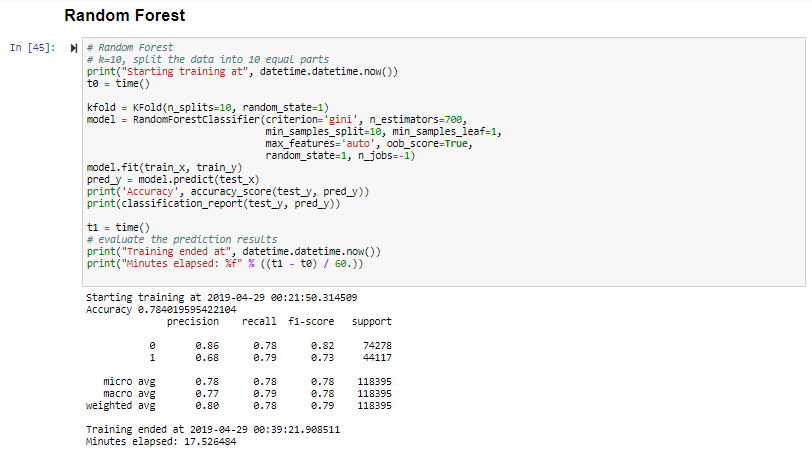 Random Forest
In [45]:
# Random Forest
# k=10, split the data into 10 equal parts
print("Starting training at", datetime.datetime.now())
t0 = time()
kfold = KFold(n_splits=10, random_state=1)
model = RandomForestClassifier(criterion='gini', n_estimators=700,
min_samples_split=10, min_samples_leaf=1,
max_features='auto', oob_score=True,
random_state=1, n_jobs=-1)
model.fit(train_x, train_y)
pred_y = model.predict(test_x)
print('Accuracy', accuracy_score(test_y, pred_y))
print(classification_report(test_y, pred_y))
t1 = time()
# evaluate the prediction results
print("Training ended at", datetime.datetime.now())
print("Minutes elapsed: %f" % ((t1 - t0) / 60.))
Starting training at 2019-04-29 00:21:50.314509
Accuracy 0.784019595422104
precision recall f1-score support
0 0.86 0.78 0.82 74278
1 0.68 0.79 0.73 44117
micro avg 0.78 0.78 0.78 118395
macro avg 0.77 0.79 0.78 118395
weighted avg 0.80 0.78 0.79 118395
Training ended at 2019-04-29 00:39:21.908511
Minutes elapsed: 17.526484